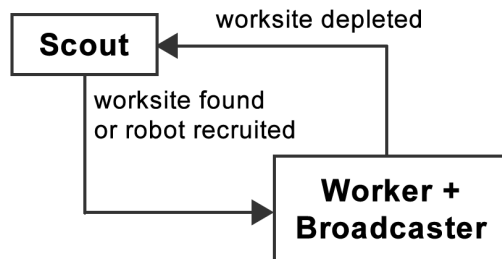 worksite depleted
Scout
worksite found
or robot recruited
Worker +
Broadcaster